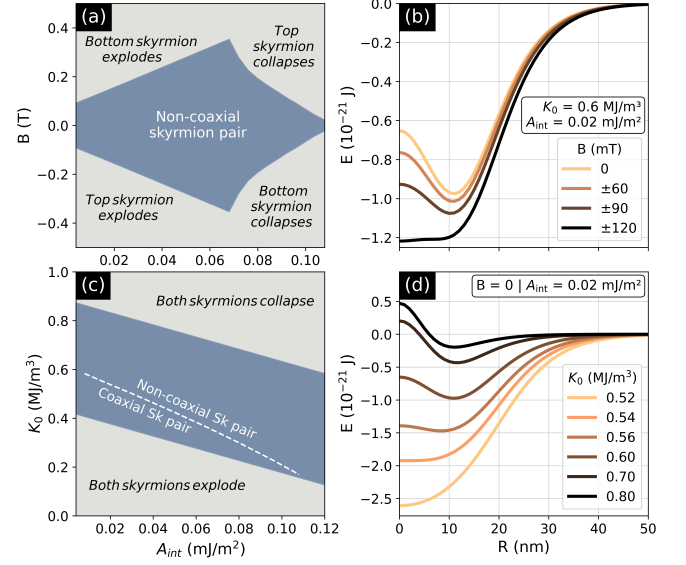 (a)
Bottom skyrmion
explodes
Top
skyrmion
collapses
Non-coaxial
skyrmion pair
Top skyrmion
explodes
Bottom
skyrmion
collapses
B (T)
0.4
0.2
0.0
−0.2
−0.4
0.02 0.04 0.06 0.08 0.10
(b)
K₀ = 0.6 MJ/m³
A_int = 0.02 mJ/m²
B (mT)
0
±60
±90
±120
E (10⁻²¹ J)
0.0
−0.2
−0.4
−0.6
−0.8
−1.0
−1.2
(c)
Both skyrmions collapse
Non-coaxial Sk pair
Coaxial Sk pair
Both skyrmions explode
K₀ (MJ/m³)
1.0
0.8
0.6
0.4
0.2
0.0
0.02 0.04 0.06 0.08 0.10 0.12
A_int (mJ/m²)
(d)
B = 0 | A_int = 0.02 mJ/m²
K₀ (MJ/m³)
0.52
0.54
0.56
0.60
0.70
0.80
E (10⁻²¹ J)
0.5
0.0
−0.5
−1.0
−1.5
−2.0
−2.5
0 10 20 30 40 50
R (nm)